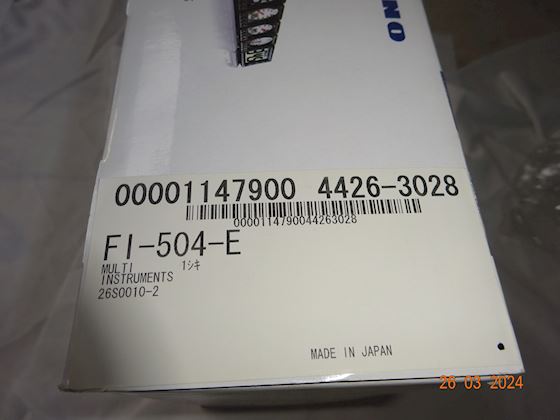 ONO
00001147900 4426-3028
0000114790044263028
FI-504-E
MULTI 1シキ
INSTRUMENTS
26S0010-2
MADE IN JAPAN
26 03 2024